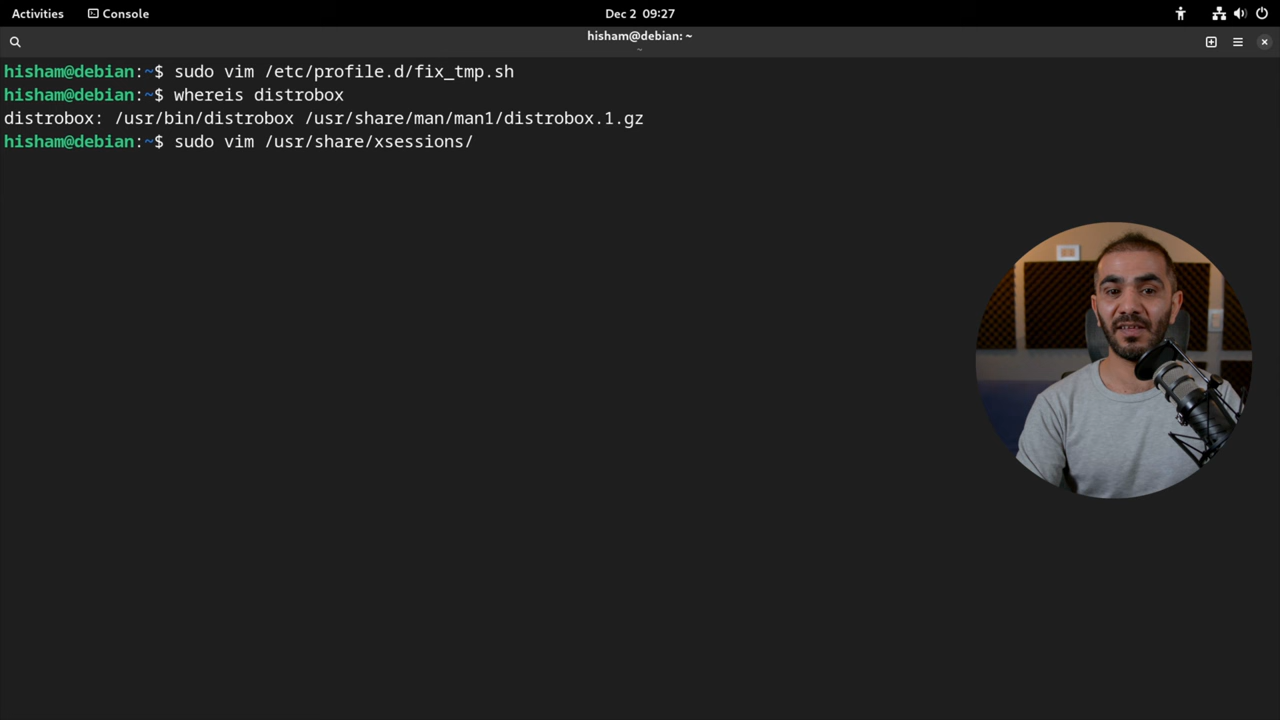 Activities
Console
Dec 2 09:27
hisham@debian: ~
~
hisham@debian:~$ sudo vim /etc/profile.d/fix_tmp.sh
hisham@debian:~$ whereis distrobox
distrobox: /usr/bin/distrobox /usr/share/man/man1/distrobox.1.gz
hisham@debian:~$ sudo vim /usr/share/xsessions/